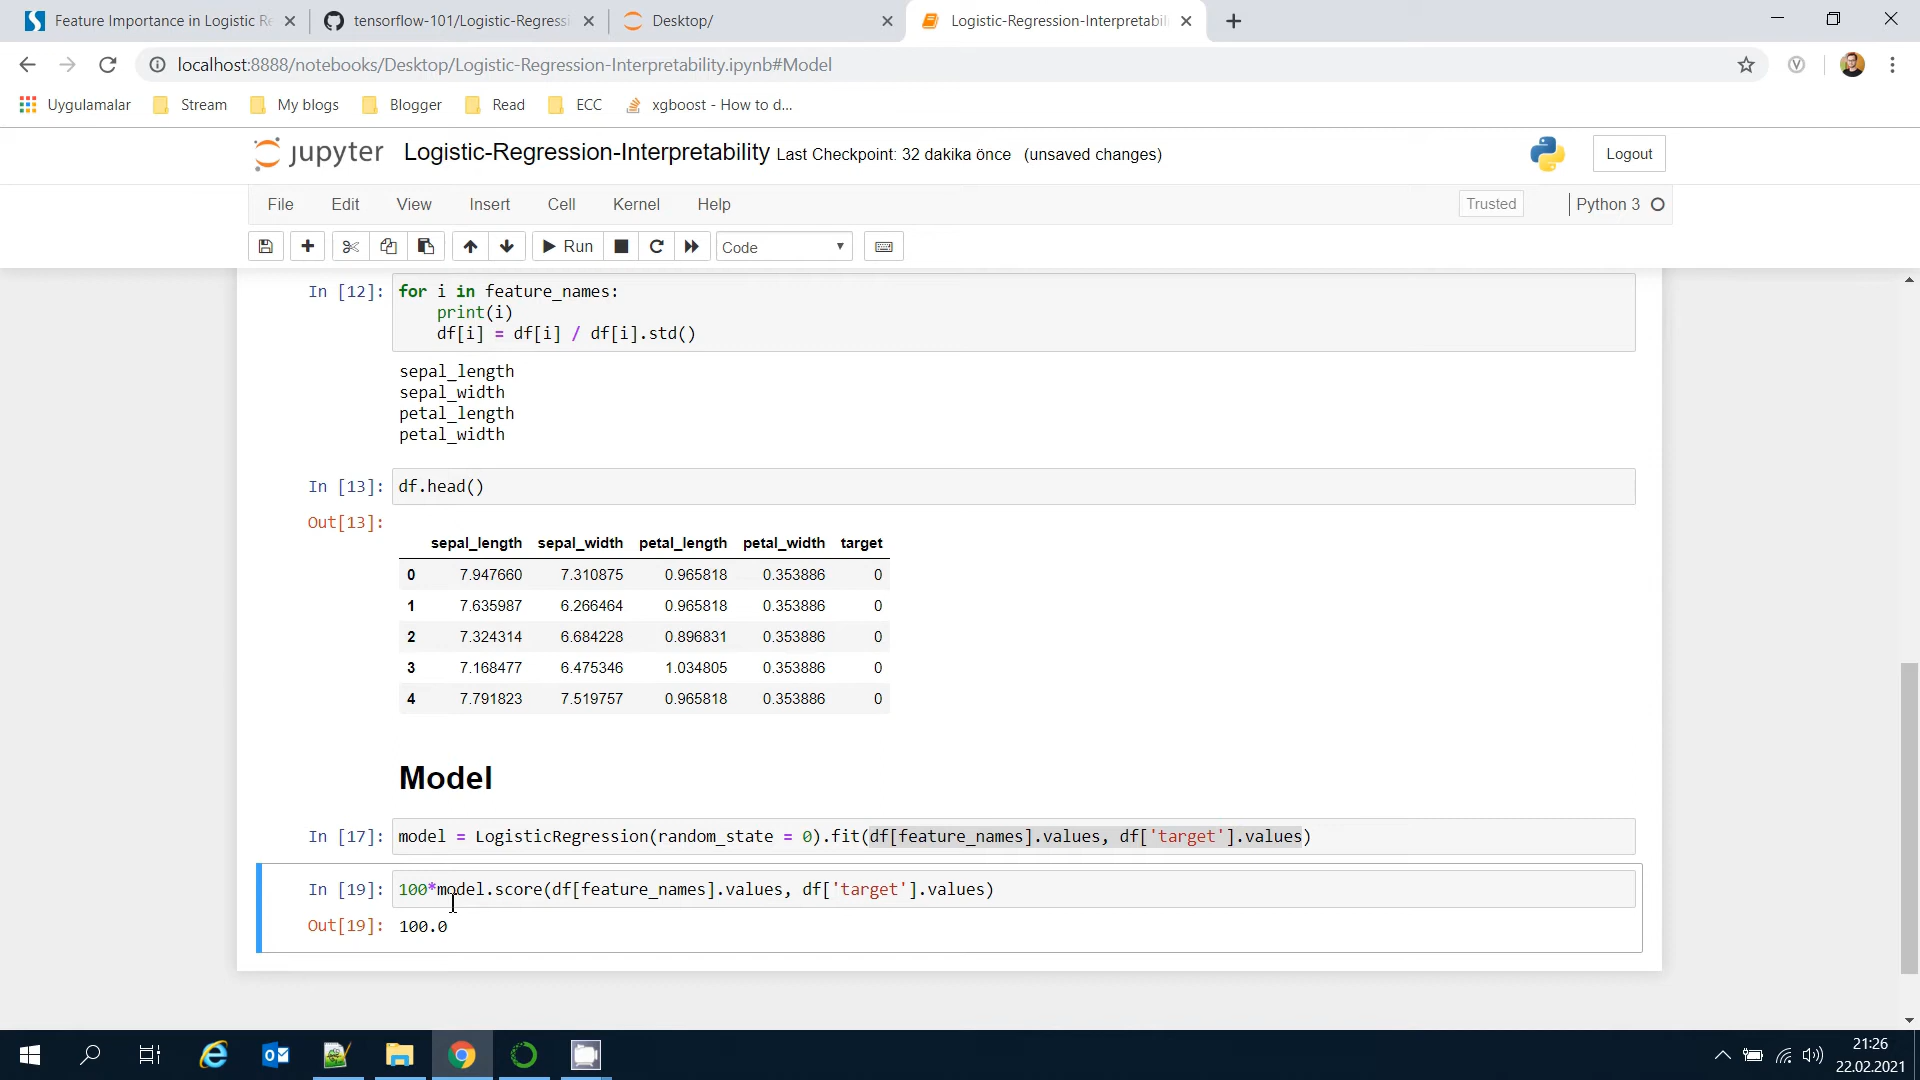 Feature Importance in Logistic Re
tensorflow-101/Logistic-Regressi
Desktop/
Logistic-Regression-Interpretabil
localhost:8888/notebooks/Desktop/Logistic-Regression-Interpretability.ipynb#Model
Uygulamalar
Stream
My blogs
Blogger
Read
ECC
xgboost - How to d...
jupyter
Logistic-Regression-Interpretability Last Checkpoint: 32 dakika önce (unsaved changes)
Logout
File Edit View Insert Cell Kernel Help
Trusted
Python 3
Run
Code
In [12]: for i in feature_names:
print(i)
df[i] = df[i] / df[i].std()
sepal_length
sepal_width
petal_length
petal_width
In [13]: df.head()
Out[13]:
sepal_length sepal_width petal_length petal_width target
0 7.947660 7.310875 0.965818 0.353886 0
1 7.635987 6.266464 0.965818 0.353886 0
2 7.324314 6.684228 0.896831 0.353886 0
3 7.168477 6.475346 1.034805 0.353886 0
4 7.791823 7.519757 0.965818 0.353886 0
Model
In [17]: model = LogisticRegression(random_state = 0).fit(df[feature_names].values, df['target'].values)
In [19]: 100*model.score(df[feature_names].values, df['target'].values)
Out[19]: 100.0
21:26
22.02.2021